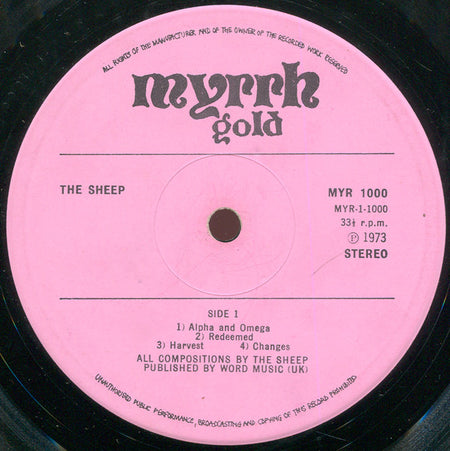 ALL RIGHTS OF THE MANUFACTURER AND OF THE OWNER OF THE RECORDED WORK RESERVED
myrrh
gold
THE SHEEP
MYR 1000
MYR-1-1000
33⅓ r.p.m.
Ⓟ 1973
STEREO
SIDE 1
1) Alpha and Omega
2) Redeemed
3) Harvest 4) Changes
ALL COMPOSITIONS BY THE SHEEP
PUBLISHED BY WORD MUSIC (UK)
UNAUTHORISED PUBLIC PERFORMANCE, BROADCASTING AND COPYING OF THIS RECORD PROHIBITED